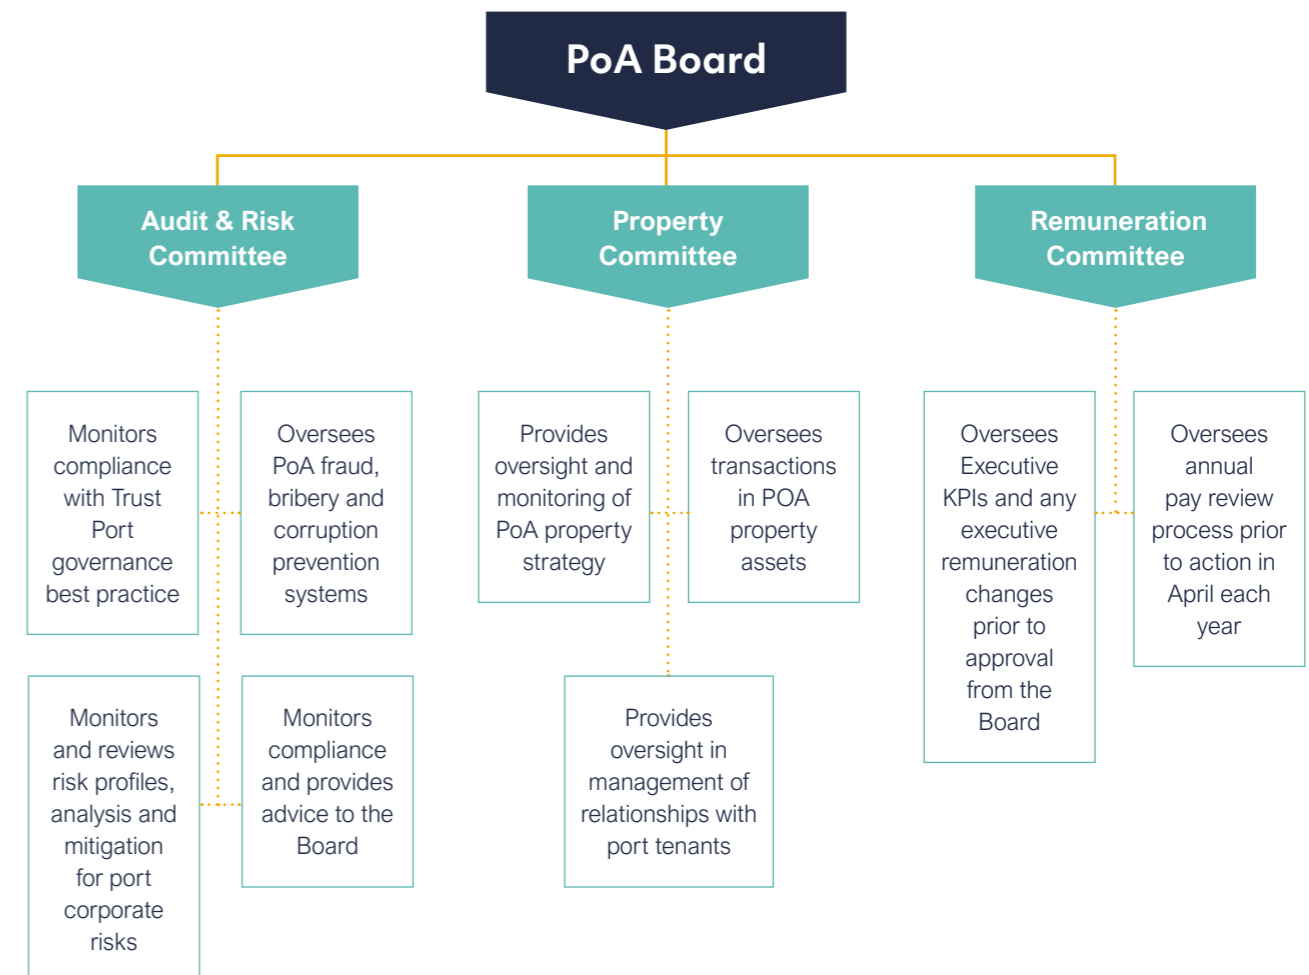 PoA Board
Audit & Risk
Committee
Property
Committee
Remuneration
Committee
Monitors
compliance
with Trust
Port
governance
best practice
Oversees
PoA fraud,
bribery and
corruption
prevention
systems
Provides
oversight and
monitoring of
PoA property
strategy
Oversees
transactions
in POA
property
assets
Oversees
Executive
KPIs and any
executive
remuneration
changes
prior to
approval
from the
Board
Oversees
annual
pay review
process prior
to action in
April each
year
Monitors
and reviews
risk profiles,
analysis and
mitigation
for port
corporate
risks
Monitors
compliance
and provides
advice to the
Board
Provides
oversight in
management of
relationships with
port tenants